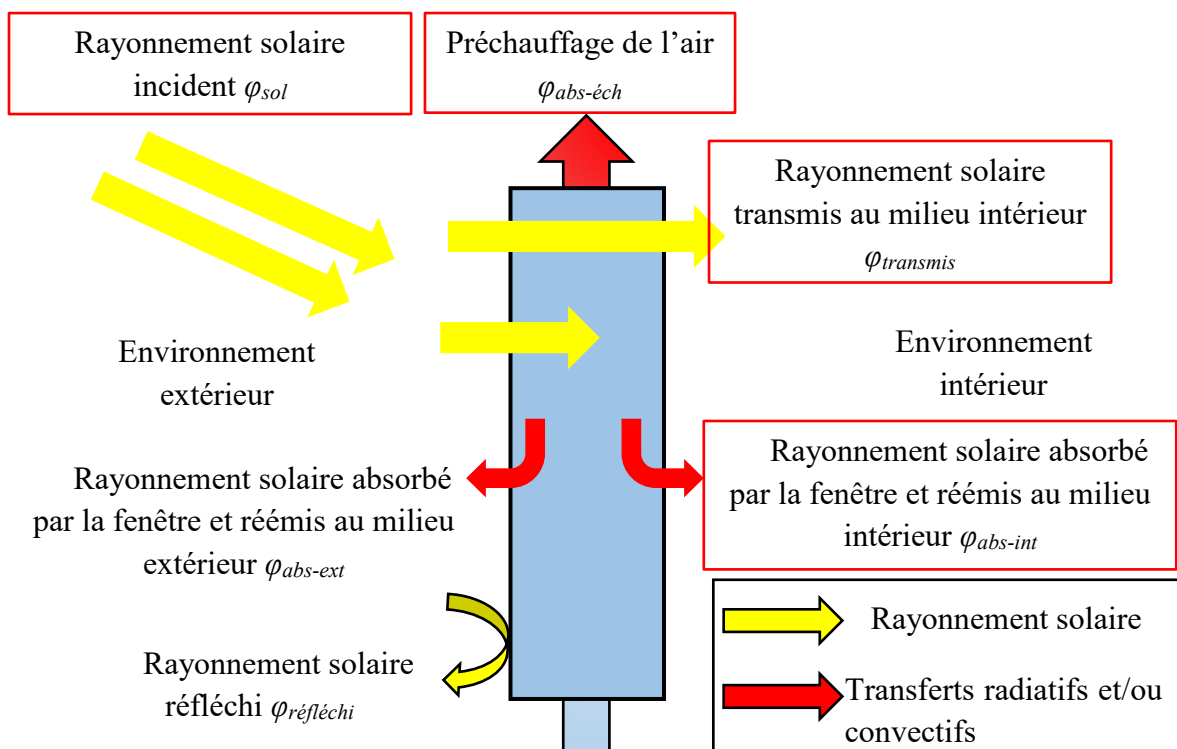 Rayonnement solaire
incident φsol
Préchauffage de l’air
φabs-éch
Rayonnement solaire
transmis au milieu intérieur
φtransmis
Environnement
extérieur
Environnement
intérieur
Rayonnement solaire absorbé
par la fenêtre et réémis au milieu
extérieur φabs-ext
Rayonnement solaire absorbé
par la fenêtre et réémis au milieu
intérieur φabs-int
Rayonnement solaire
réfléchi φréfléchi
Rayonnement solaire
Transferts radiatifs et/ou
convectifs